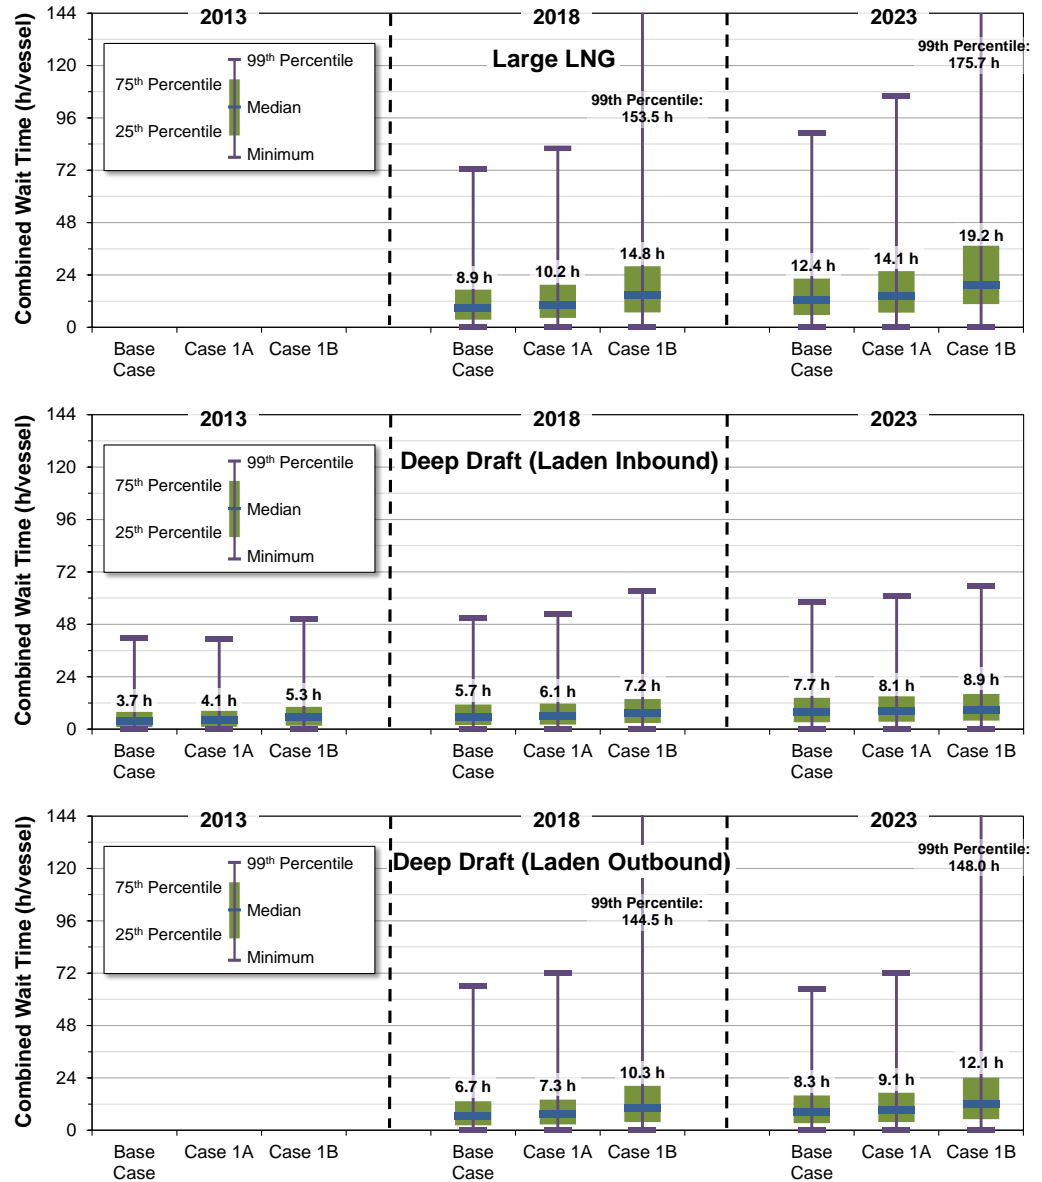 2013
2018
2023
Combined Wait Time (h/vessel)
144
120
96
72
48
24
0
99th Percentile
75th Percentile
Median
25th Percentile
Minimum
Large LNG
99th Percentile:
153.5 h
99th Percentile:
175.7 h
8.9 h
10.2 h
14.8 h
12.4 h
14.1 h
19.2 h
Base
Case
Case 1A
Case 1B
Base
Case
Case 1A
Case 1B
Base
Case
Case 1A
Case 1B
2013
2018
2023
Combined Wait Time (h/vessel)
144
120
96
72
48
24
0
99th Percentile
75th Percentile
Median
25th Percentile
Minimum
Deep Draft (Laden Inbound)
3.7 h
4.1 h
5.3 h
5.7 h
6.1 h
7.2 h
7.7 h
8.1 h
8.9 h
Base
Case
Case 1A
Case 1B
Base
Case
Case 1A
Case 1B
Base
Case
Case 1A
Case 1B
2013
2018
2023
Combined Wait Time (h/vessel)
144
120
96
72
48
24
0
99th Percentile
75th Percentile
Median
25th Percentile
Minimum
Deep Draft (Laden Outbound)
99th Percentile:
144.5 h
99th Percentile:
148.0 h
6.7 h
7.3 h
10.3 h
8.3 h
9.1 h
12.1 h
Base
Case
Case 1A
Case 1B
Base
Case
Case 1A
Case 1B
Base
Case
Case 1A
Case 1B